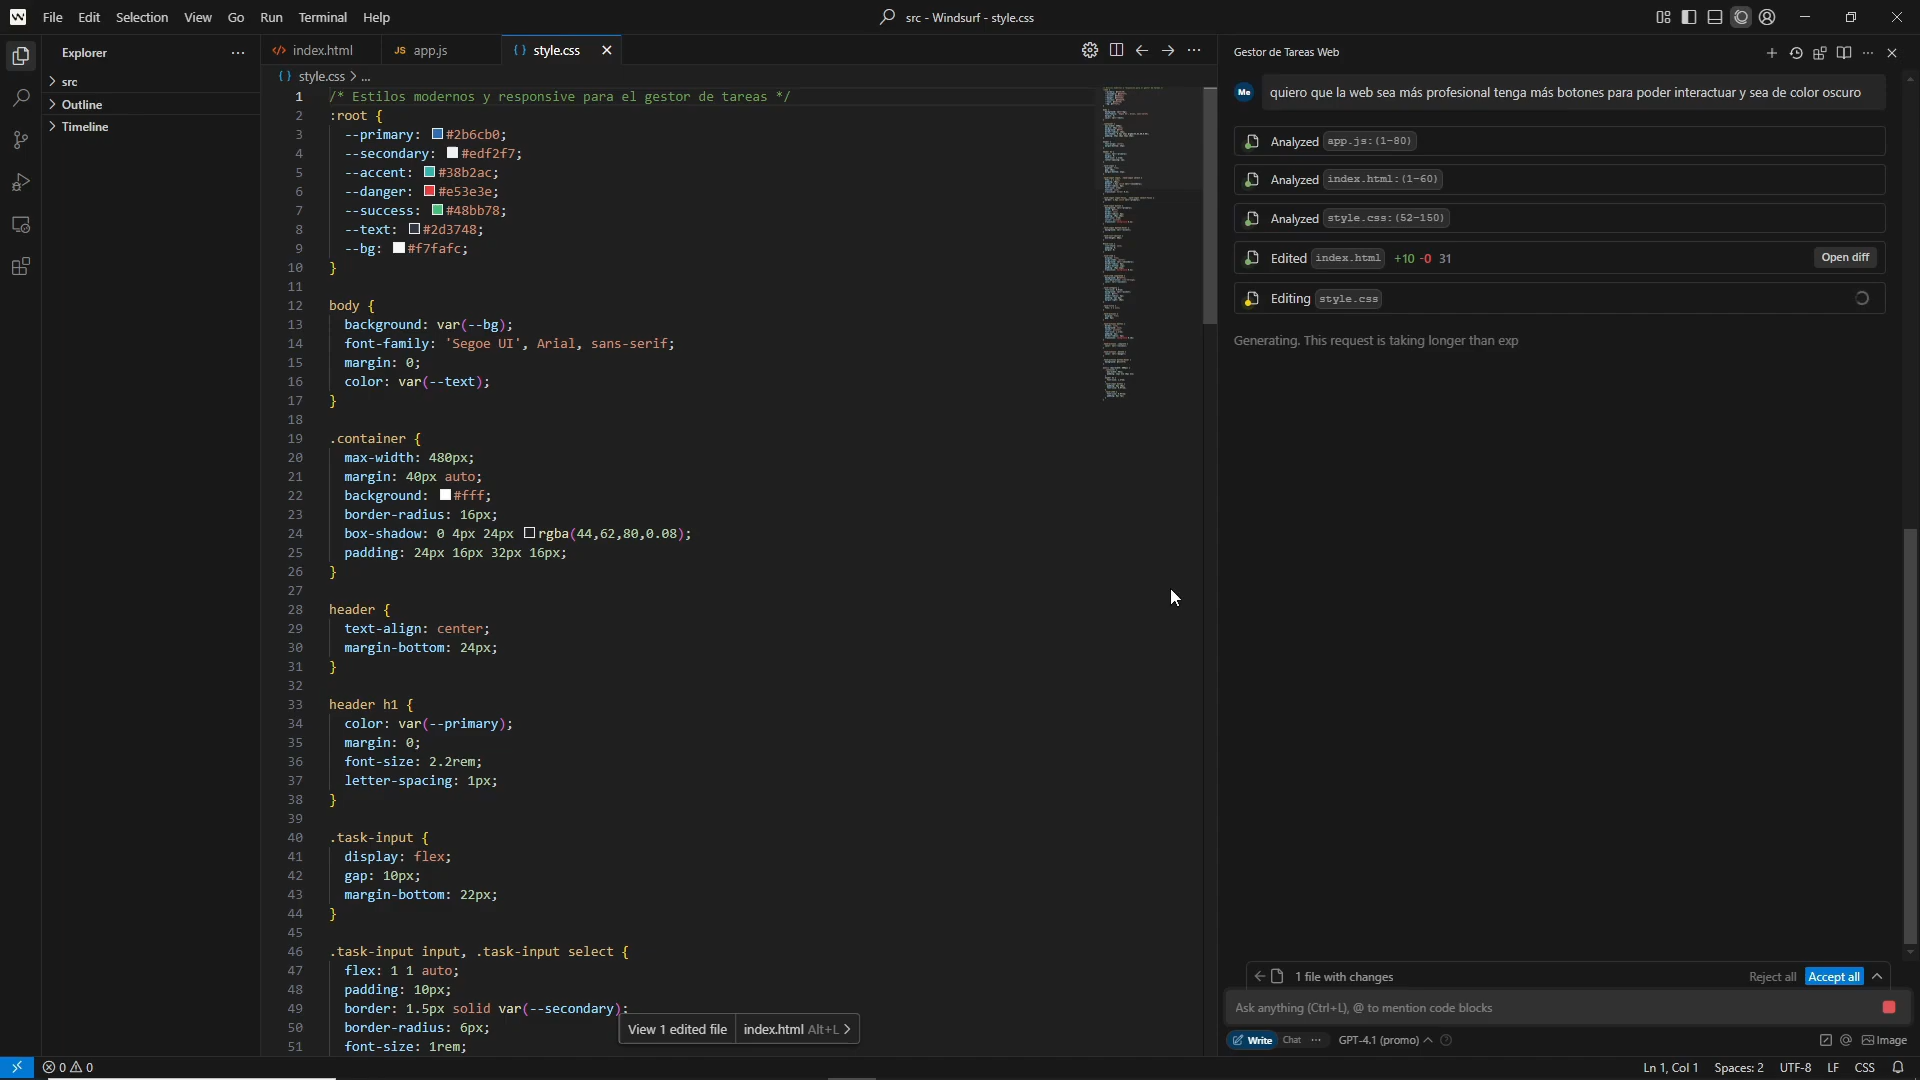 File Edit Selection View Go Run Terminal Help
src - Windsurf - style.css
Explorer
src
Outline
Timeline
index.html
JS app.js
style.css
style.css > ...
1 /* Estilos modernos y responsive para el gestor de tareas */
2 :root {
3 --primary: #2b6cb0;
4 --secondary: #edf2f7;
5 --accent: #38b2ac;
6 --danger: #e53e3e;
7 --success: #48bb78;
8 --text: #2d3748;
9 --bg: #f7fafc;
10 }
11
12 body {
13 background: var(--bg);
14 font-family: 'Segoe UI', Arial, sans-serif;
15 margin: 0;
16 color: var(--text);
17 }
18
19 .container {
20 max-width: 480px;
21 margin: 40px auto;
22 background: #fff;
23 border-radius: 16px;
24 box-shadow: 0 4px 24px rgba(44,62,80,0.08);
25 padding: 24px 16px 32px 16px;
26 }
27
28 header {
29 text-align: center;
30 margin-bottom: 24px;
31 }
32
33 header h1 {
34 color: var(--primary);
35 margin: 0;
36 font-size: 2.2rem;
37 letter-spacing: 1px;
38 }
39
40 .task-input {
41 display: flex;
42 gap: 10px;
43 margin-bottom: 22px;
44 }
45
46 .task-input input, .task-input select {
47 flex: 1 1 auto;
48 padding: 10px;
49 border: 1.5px solid var(--secondary);
50 border-radius: 6px;
51 font-size: 1rem;
View 1 edited file index.html Alt+L >
Gestor de Tareas Web
Me quiero que la web sea más profesional tenga más botones para poder interactuar y sea de color oscuro
Analyzed app.js:(1-80)
Analyzed index.html:(1-60)
Analyzed style.css:(52-150)
Edited index.html +10 -0 31 Open diff
Editing style.css
Generating. This request is taking longer than exp
1 file with changes Reject all Accept all
Ask anything (Ctrl+L), @ to mention code blocks
Write Chat ... GPT-4.1 (promo) Image
0 0
Ln 1, Col 1 Spaces: 2 UTF-8 LF CSS